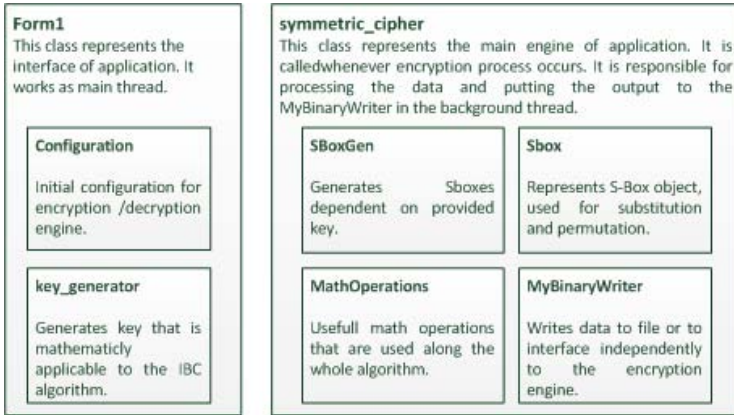 Form1
This class represents the
interface of application. It
works as main thread.
Configuration
Initial configuration for
encryption /decryption
engine.
key_generator
Generates key that is
mathematicly
applicable to the IBC
algorithm.
symmetric_cipher
This class represents the main engine of application. It is
calledwhenever encryption process occurs. It is responsible for
processing the data and putting the output to the
MyBinaryWriter in the background thread.
SBoxGen
Generates Sboxes
dependent on provided
key.
Sbox
Represents S-Box object,
used for substitution
and permutation.
MathOperations
Usefull math operations
that are used along the
whole algorithm.
MyBinaryWriter
Writes data to file or to
interface independently
to the encryption
engine.